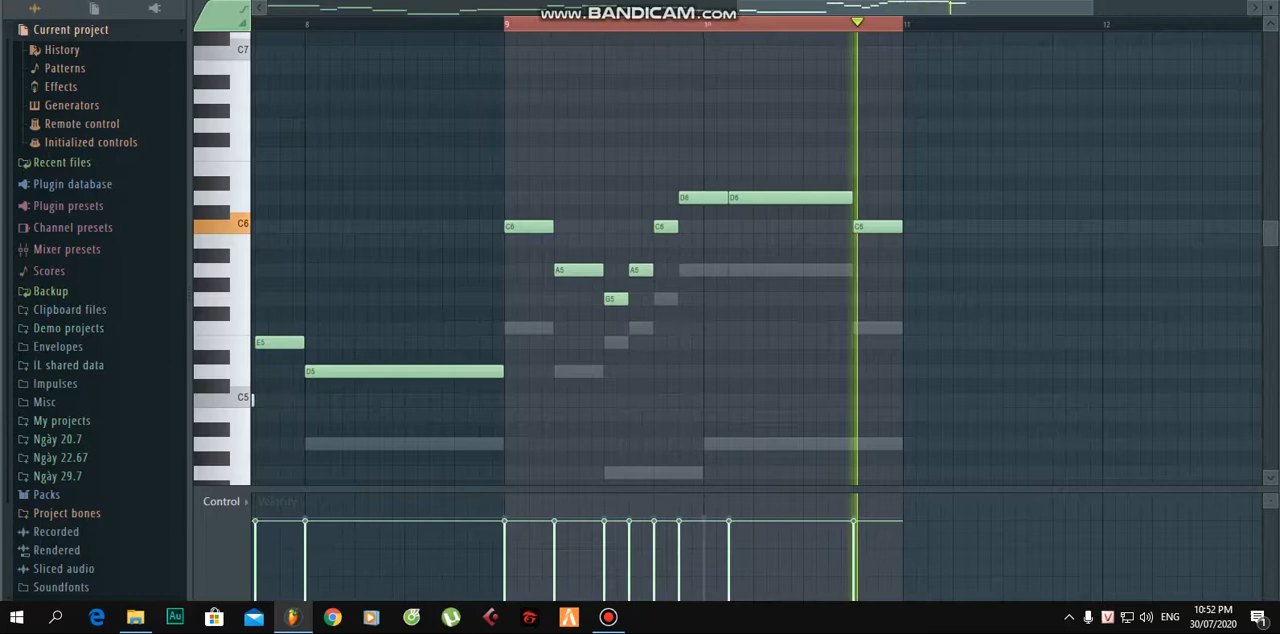 www.BANDICAM.com
Current project
History
Patterns
Effects
Generators
Remote control
Initialized controls
Recent files
Plugin database
Plugin presets
Channel presets
Mixer presets
Scores
Backup
Clipboard files
Demo projects
Envelopes
IL shared data
Impulses
Misc
My projects
Ngày 20.7
Ngày 22.67
Ngày 29.7
Packs
Project bones
Recorded
Rendered
Sliced audio
Soundfonts
8 9 10 11 12
C7
D6 D6
C6 C6 C6 C6
A5 A5
G5
E5
D5
C5
Control Velocity
Au
V
ENG
10:52 PM
30/07/2020
1